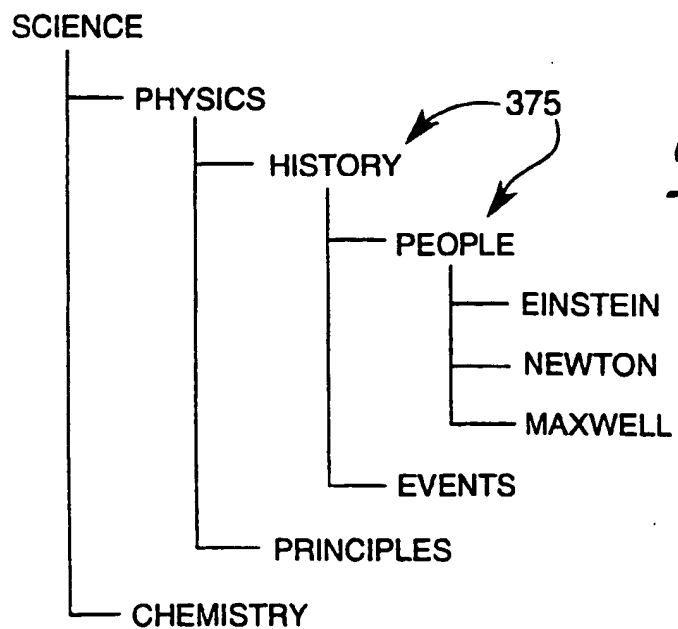 SCIENCE
PHYSICS
375
HISTORY
PEOPLE
EINSTEIN
NEWTON
MAXWELL
EVENTS
PRINCIPLES
CHEMISTRY